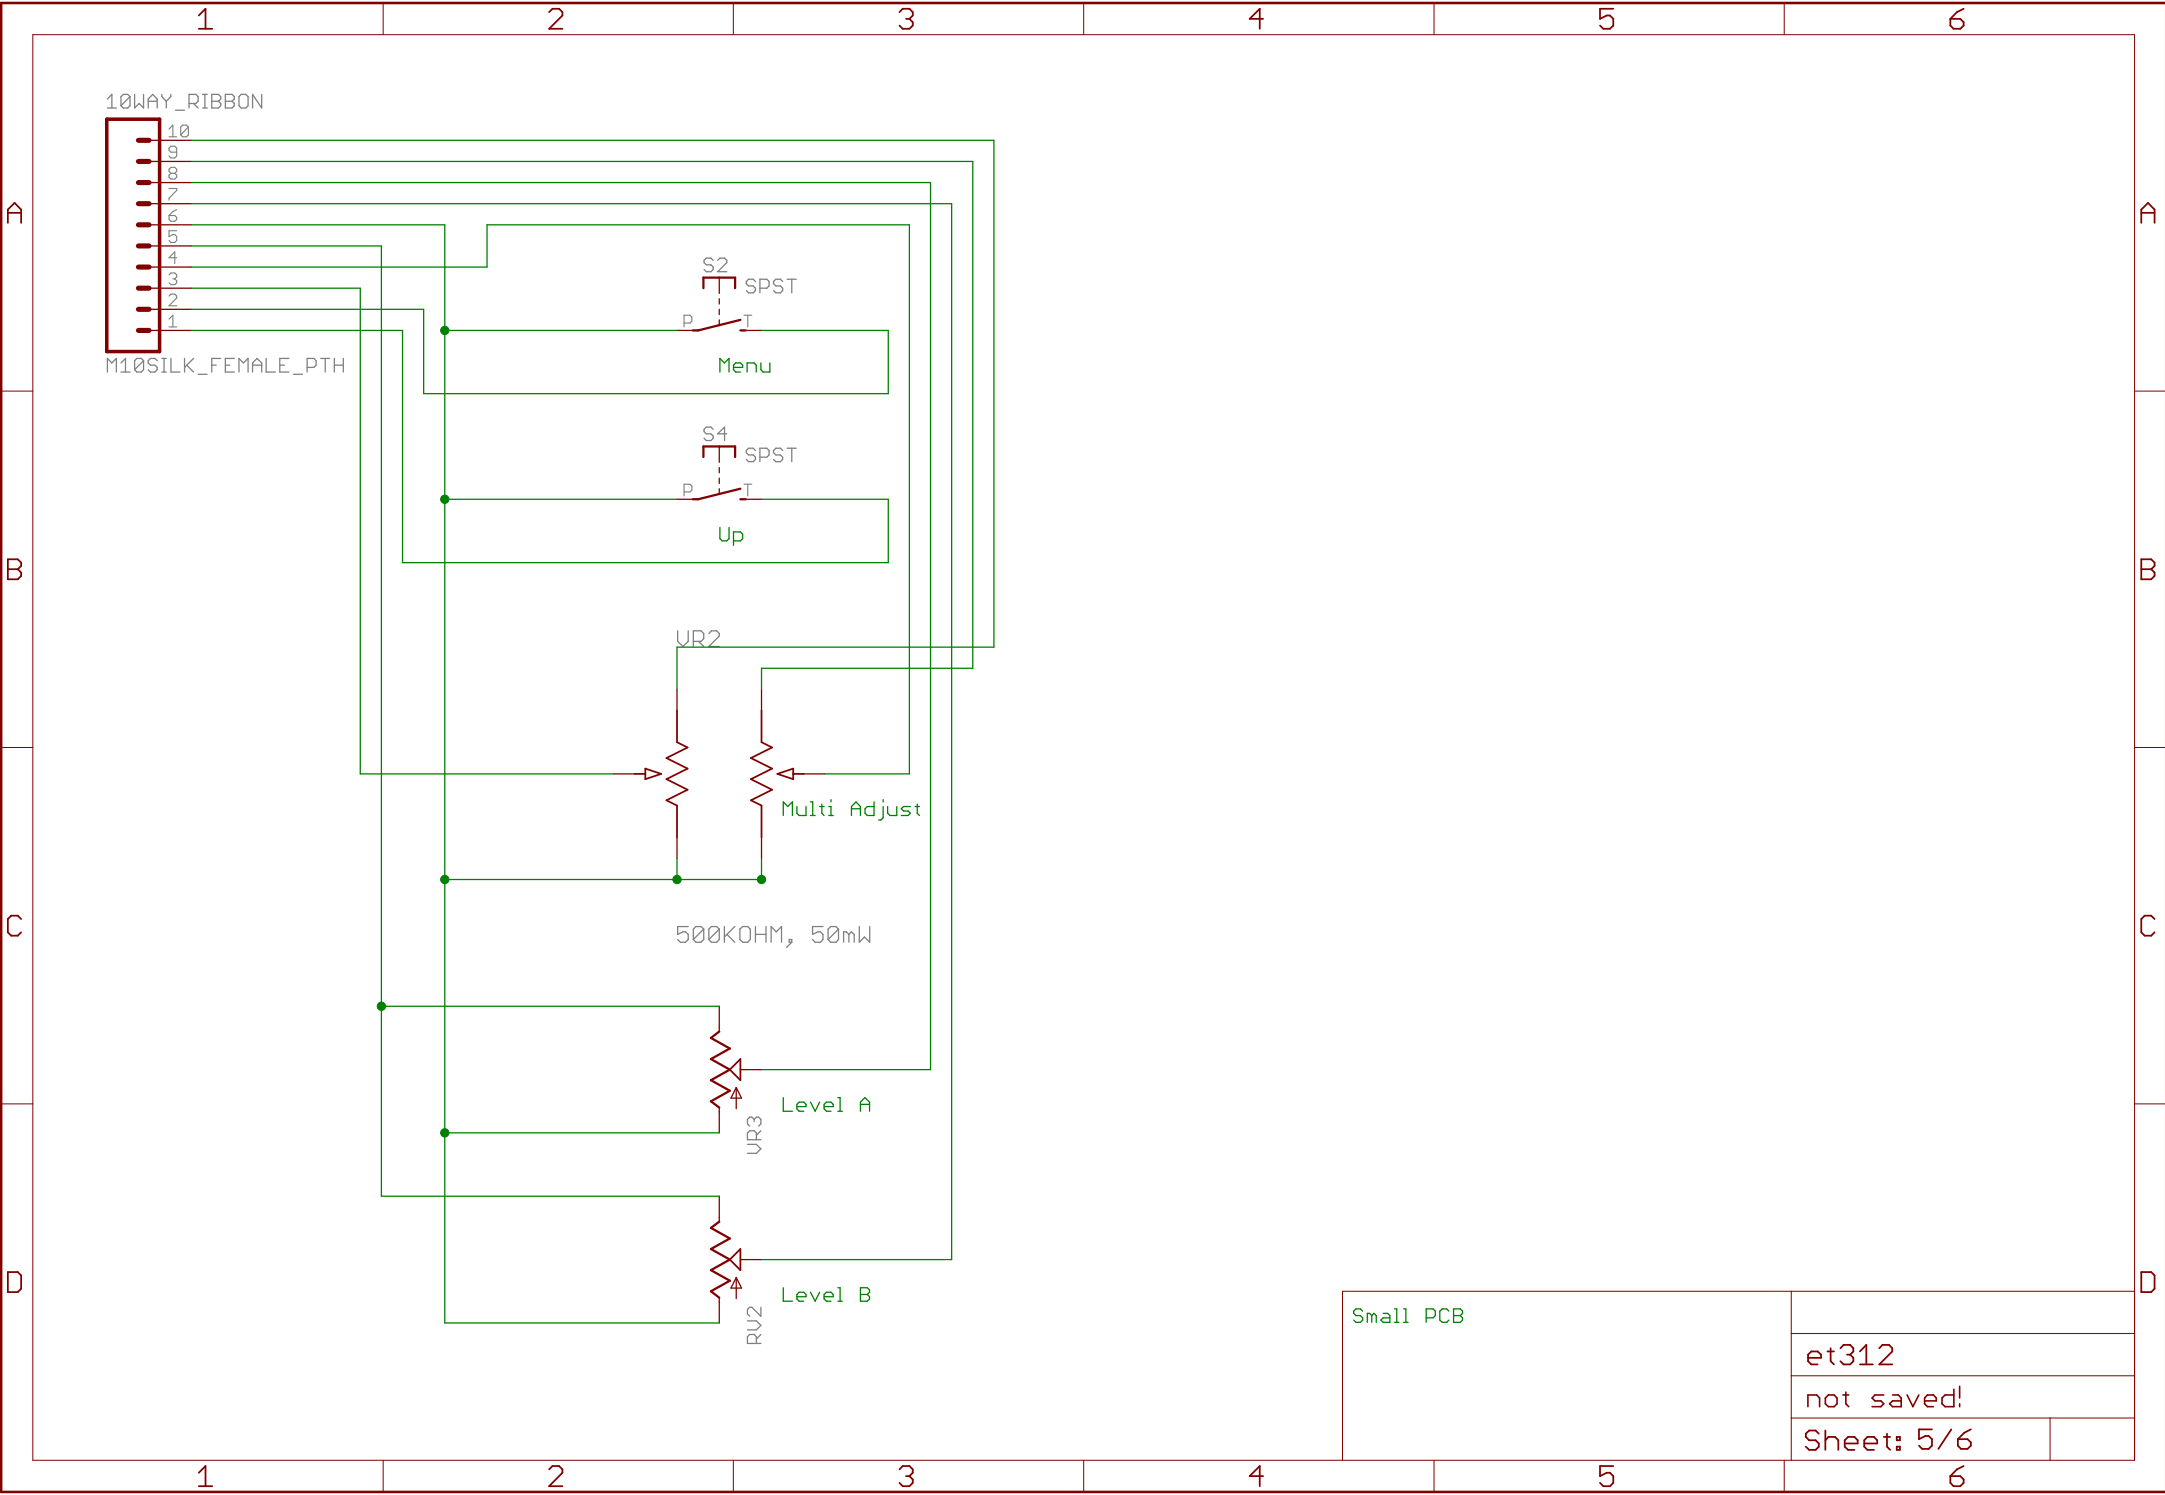 1 2 3 4 5 6
10WAY_RIBBON
10
9
8
7
6
5
4
3
2
1
M10SILK_FEMALE_PTH
A A
S2
SPST
P T
Menu
S4
SPST
P T
Up
B B
VR2
Multi Adjust
500KOHM, 50mW
C C
Level A
VR3
Level B
RV2
D D
Small PCB
et312
not saved!
Sheet: 5/6
1 2 3 4 5 6